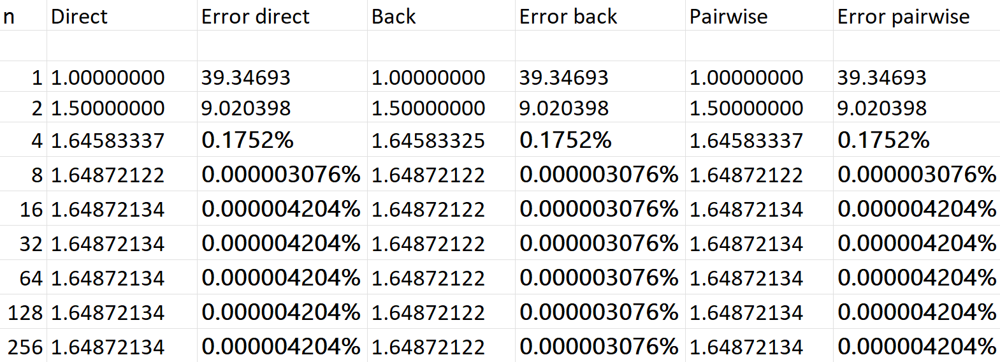 n Direct Error direct Back Error back Pairwise Error pairwise
1 1.00000000 39.34693 1.00000000 39.34693 1.00000000 39.34693
2 1.50000000 9.020398 1.50000000 9.020398 1.50000000 9.020398
4 1.64583337 0.1752% 1.64583325 0.1752% 1.64583337 0.1752%
8 1.64872122 0.000003076% 1.64872122 0.000003076% 1.64872122 0.000003076%
16 1.64872134 0.000004204% 1.64872122 0.000003076% 1.64872134 0.000004204%
32 1.64872134 0.000004204% 1.64872122 0.000003076% 1.64872134 0.000004204%
64 1.64872134 0.000004204% 1.64872122 0.000003076% 1.64872134 0.000004204%
128 1.64872134 0.000004204% 1.64872122 0.000003076% 1.64872134 0.000004204%
256 1.64872134 0.000004204% 1.64872122 0.000003076% 1.64872134 0.000004204%